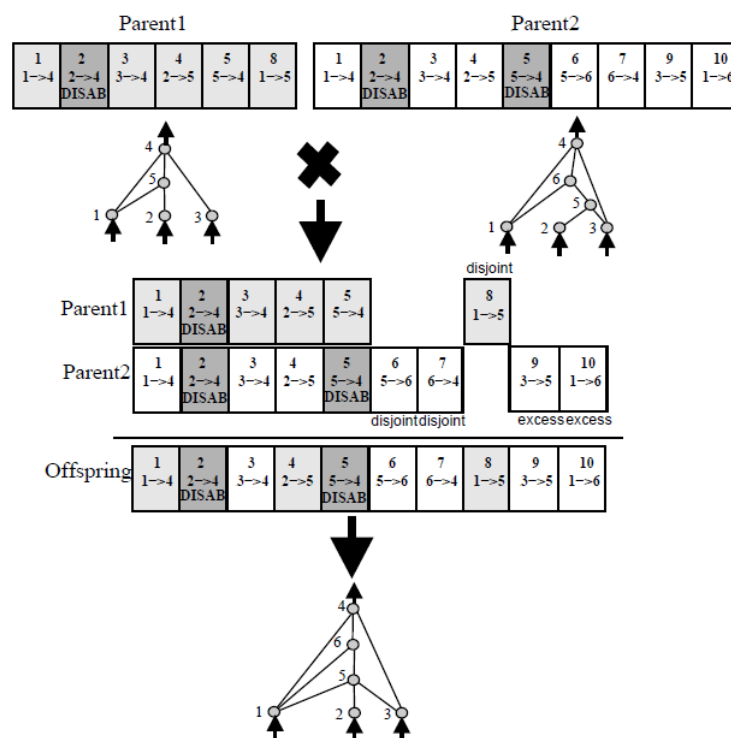 Parent1 Parent2
1 2 3 4 5 8 1 2 3 4 5 6 7 9 10
1−>4 2−>4 3−>4 2−>5 5−>4 1−>5 1−>4 2−>4 3−>4 2−>5 5−>4 5−>6 6−>4 3−>5 1−>6
DISAB DISAB DISAB
4 4
5 6
5
1 2 3 1 2 3
disjoint
Parent1 1 2 3 4 5 8
1−>4 2−>4 3−>4 2−>5 5−>4 1−>5
DISAB
Parent2 1 2 3 4 5 6 7 9 10
1−>4 2−>4 3−>4 2−>5 5−>4 5−>6 6−>4 3−>5 1−>6
DISAB DISAB
disjoint disjoint excess excess
Offspring 1 2 3 4 5 6 7 8 9 10
1−>4 2−>4 3−>4 2−>5 5−>4 5−>6 6−>4 1−>5 3−>5 1−>6
DISAB DISAB
4
6
5
1 2 3